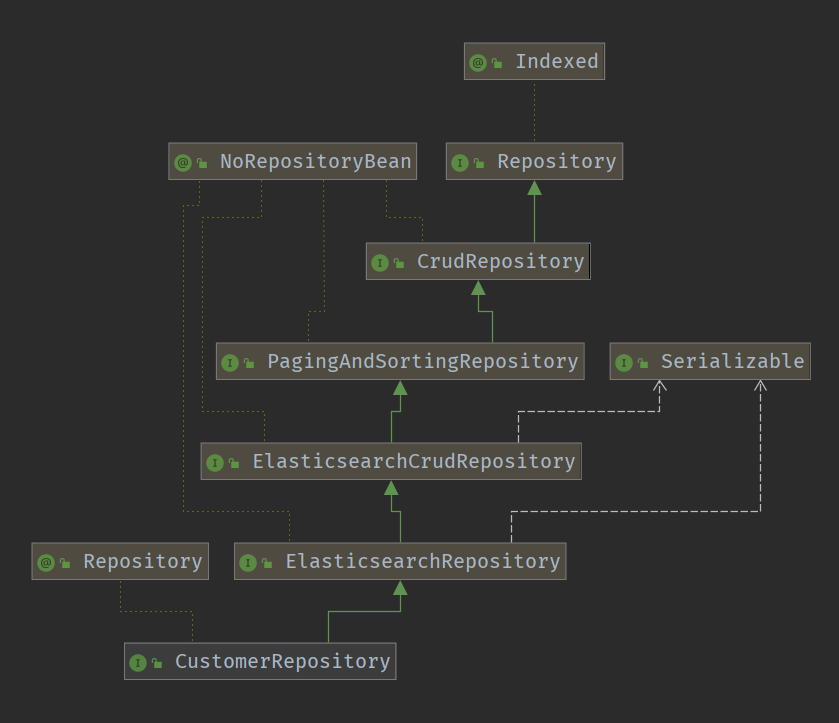 @ Indexed
@ NoRepositoryBean
I Repository
I CrudRepository
I PagingAndSortingRepository
I Serializable
I ElasticsearchCrudRepository
@ Repository
I ElasticsearchRepository
I CustomerRepository